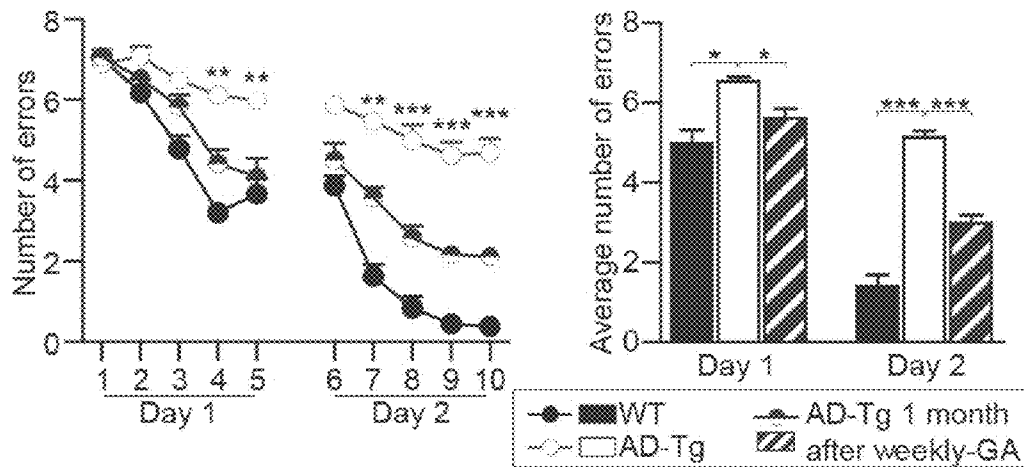 Number of errors
8
6
4
2
0
** **
** *** *** ***
1 2 3 4 5
6 7 8 9 10
Day 1
Day 2
Average number of errors
8
6
4
2
0
* *
*** ***
Day 1
Day 2
WT
AD-Tg
AD-Tg 1 month
after weekly-GA